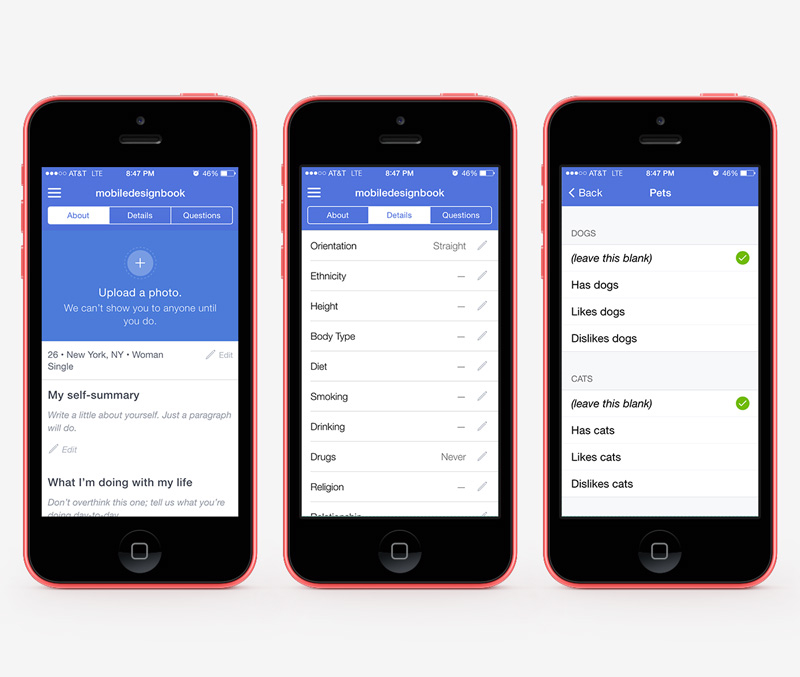 AT&T LTE 8:47 PM 46%
mobiledesignbook
About Details Questions
Upload a photo.
We can't show you to anyone until
you do.
26 • New York, NY • Woman
Single
Edit
My self-summary
Write a little about yourself. Just a paragraph
will do.
Edit
What I'm doing with my life
Don't overthink this one; tell us what you're
doing day-to-day
AT&T LTE 8:47 PM 46%
mobiledesignbook
About Details Questions
Orientation Straight
Ethnicity —
Height —
Body Type —
Diet —
Smoking —
Drinking —
Drugs Never
Religion —
Relationship
AT&T LTE 8:47 PM 46%
Back Pets
DOGS
(leave this blank)
Has dogs
Likes dogs
Dislikes dogs
CATS
(leave this blank)
Has cats
Likes cats
Dislikes cats